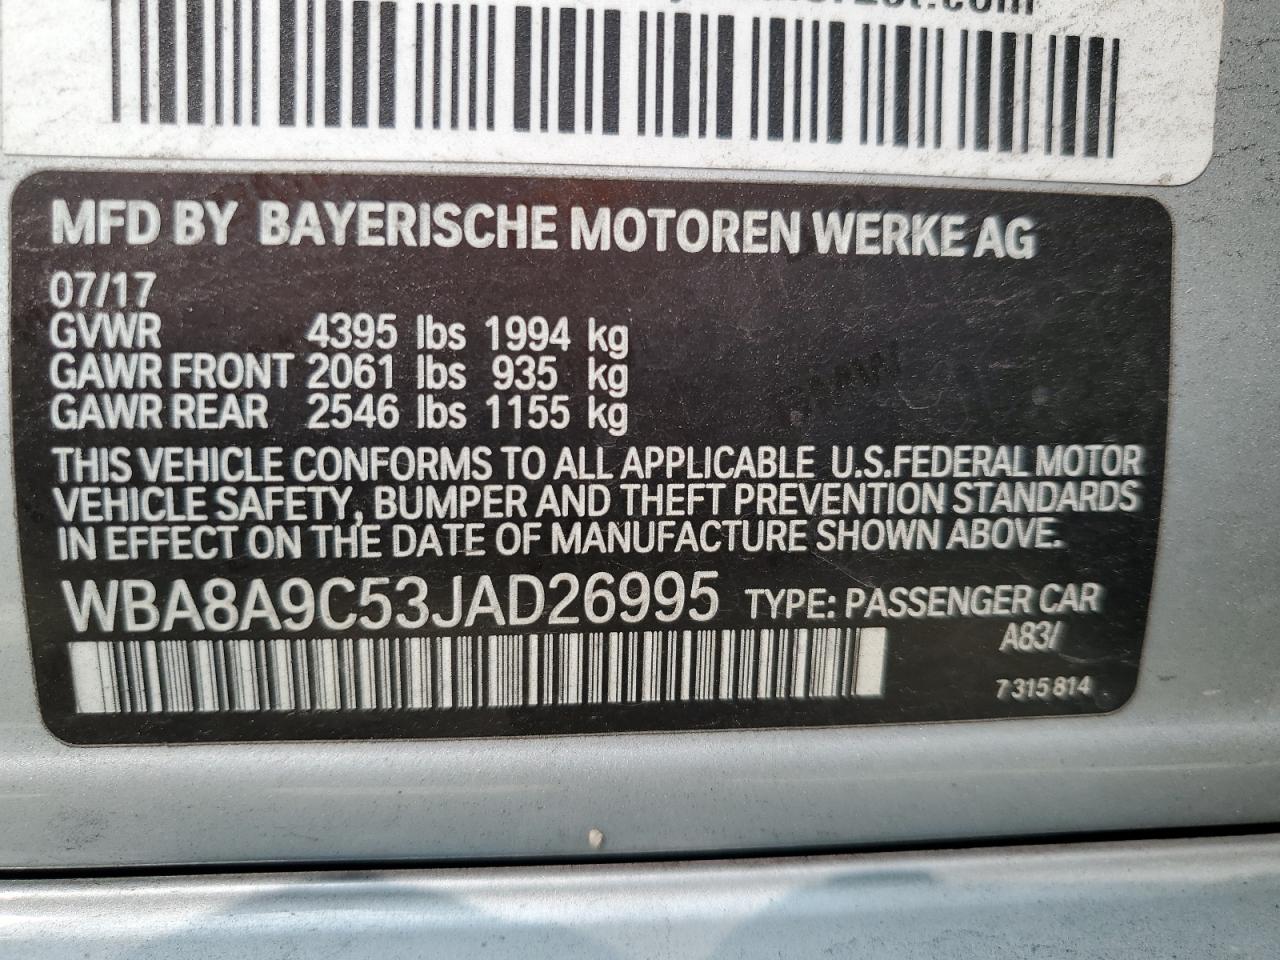 MFD BY BAYERISCHE MOTOREN WERKE AG
07/17
GVWR 4395 lbs 1994 kg
GAWR FRONT 2061 lbs 935 kg
GAWR REAR 2546 lbs 1155 kg
THIS VEHICLE CONFORMS TO ALL APPLICABLE U.S.FEDERAL MOTOR
VEHICLE SAFETY, BUMPER AND THEFT PREVENTION STANDARDS
IN EFFECT ON THE DATE OF MANUFACTURE SHOWN ABOVE.
WBA8A9C53JAD26995 TYPE: PASSENGER CAR
A83/
7 315 814